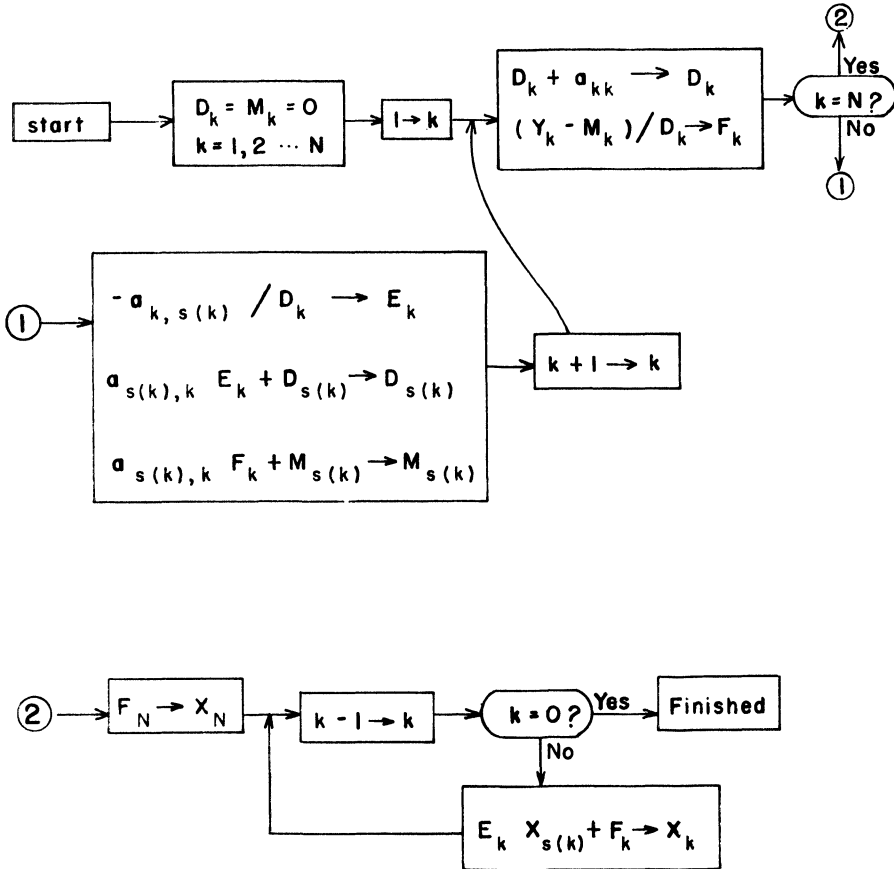 start
D_k = M_k = 0
k = 1, 2 ⋯ N
1 → k
D_k + a_kk → D_k
(Y_k - M_k) / D_k → F_k
2
Yes
k = N ?
No
1
1
- a_k, s(k) / D_k → E_k
a_s(k), k E_k + D_s(k) → D_s(k)
a_s(k), k F_k + M_s(k) → M_s(k)
k + 1 → k
2
F_N → X_N
k - 1 → k
k = 0 ?
Yes
Finished
No
E_k X_s(k) + F_k → X_k